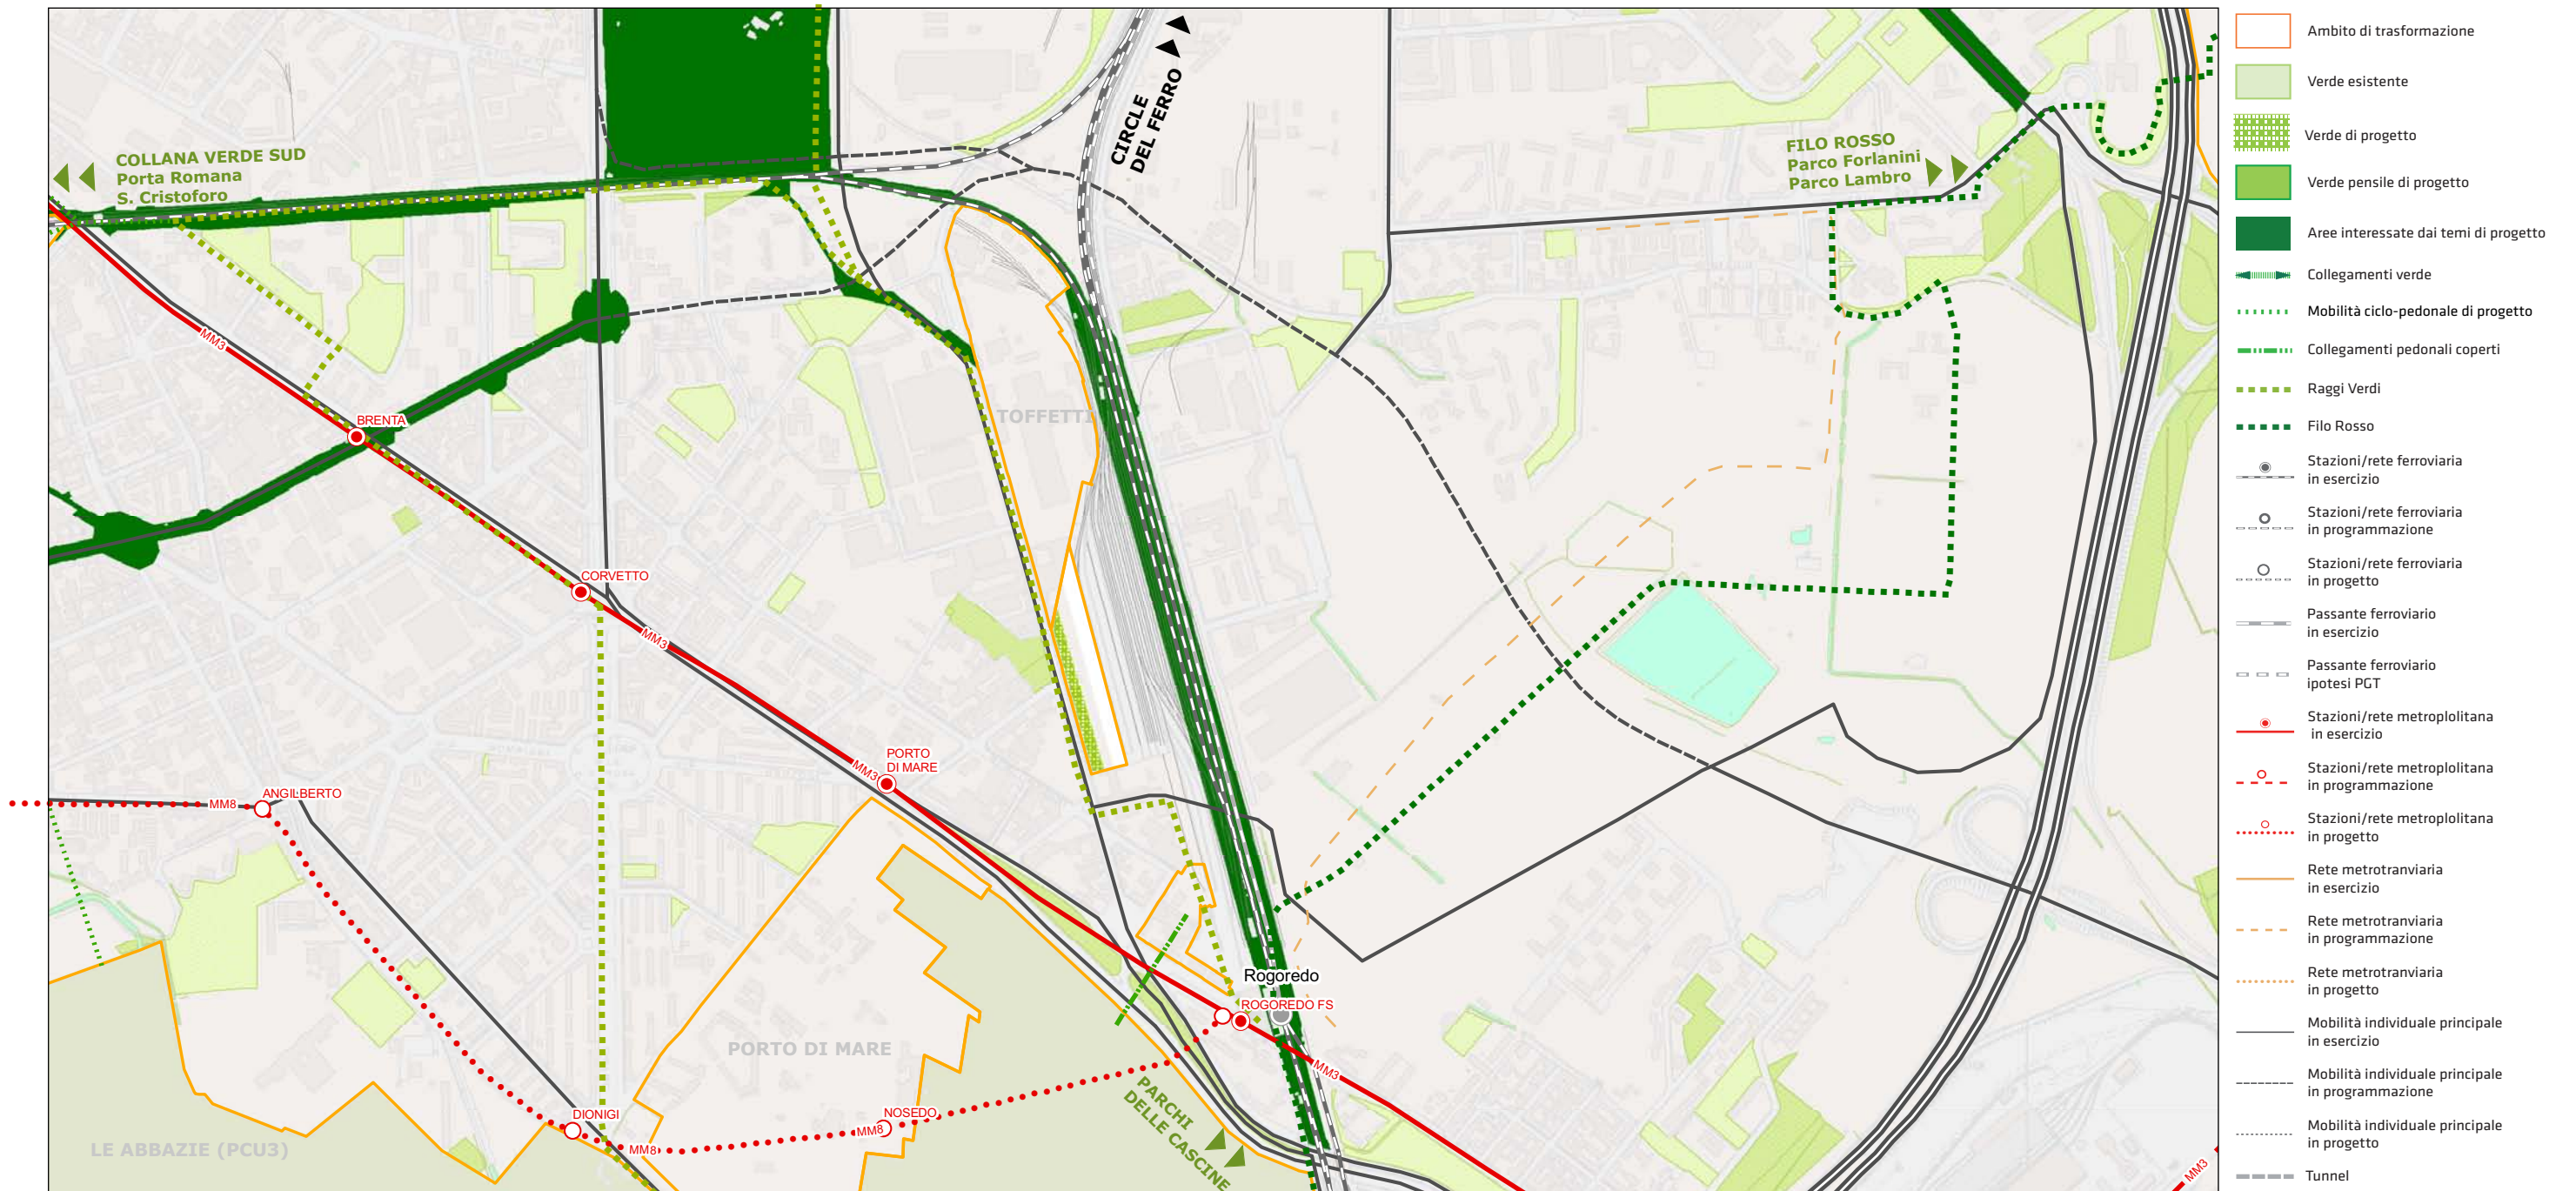 COLLANA VERDE SUD
Porta Romana
S. Cristoforo
CIRCLE
DEL FERRO
FILO ROSSO
Parco Forlanini
Parco Lambro
MM3
BRENTA
TOFFETTI
CORVETTO
MM3
PORTO
DI MARE
MM3
ANGILBERTO
MM8
Rogoredo
ROGOREDO FS
PORTO DI MARE
MM3
PARCHI
DELLE CASCINE
DIONIGI
NOSEDO
MM8
MM8
LE ABBAZIE (PCU3)
MM3
Ambito di trasformazione
Verde esistente
Verde di progetto
Verde pensile di progetto
Aree interessate dai temi di progetto
Collegamenti verde
Mobilità ciclo-pedonale di progetto
Collegamenti pedonali coperti
Raggi Verdi
Filo Rosso
Stazioni/rete ferroviaria
in esercizio
Stazioni/rete ferroviaria
in programmazione
Stazioni/rete ferroviaria
in progetto
Passante ferroviario
in esercizio
Passante ferroviario
ipotesi PGT
Stazioni/rete metroplolitana
in esercizio
Stazioni/rete metroplolitana
in programmazione
Stazioni/rete metroplolitana
in progetto
Rete metrotranviaria
in esercizio
Rete metrotranviaria
in programmazione
Rete metrotranviaria
in progetto
Mobilità individuale principale
in esercizio
Mobilità individuale principale
in programmazione
Mobilità individuale principale
in progetto
Tunnel